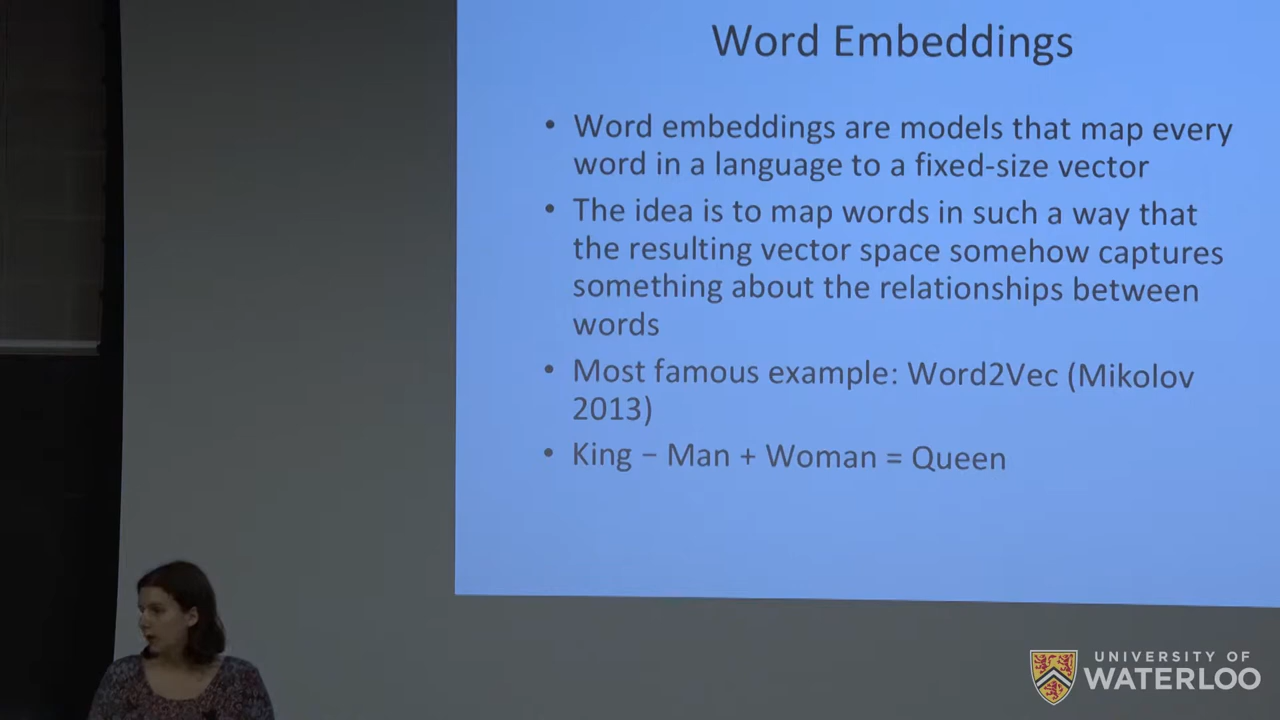 Word Embeddings
• Word embeddings are models that map every
word in a language to a fixed-size vector
• The idea is to map words in such a way that
the resulting vector space somehow captures
something about the relationships between
words
• Most famous example: Word2Vec (Mikolov
2013)
• King − Man + Woman = Queen
UNIVERSITY OF
WATERLOO